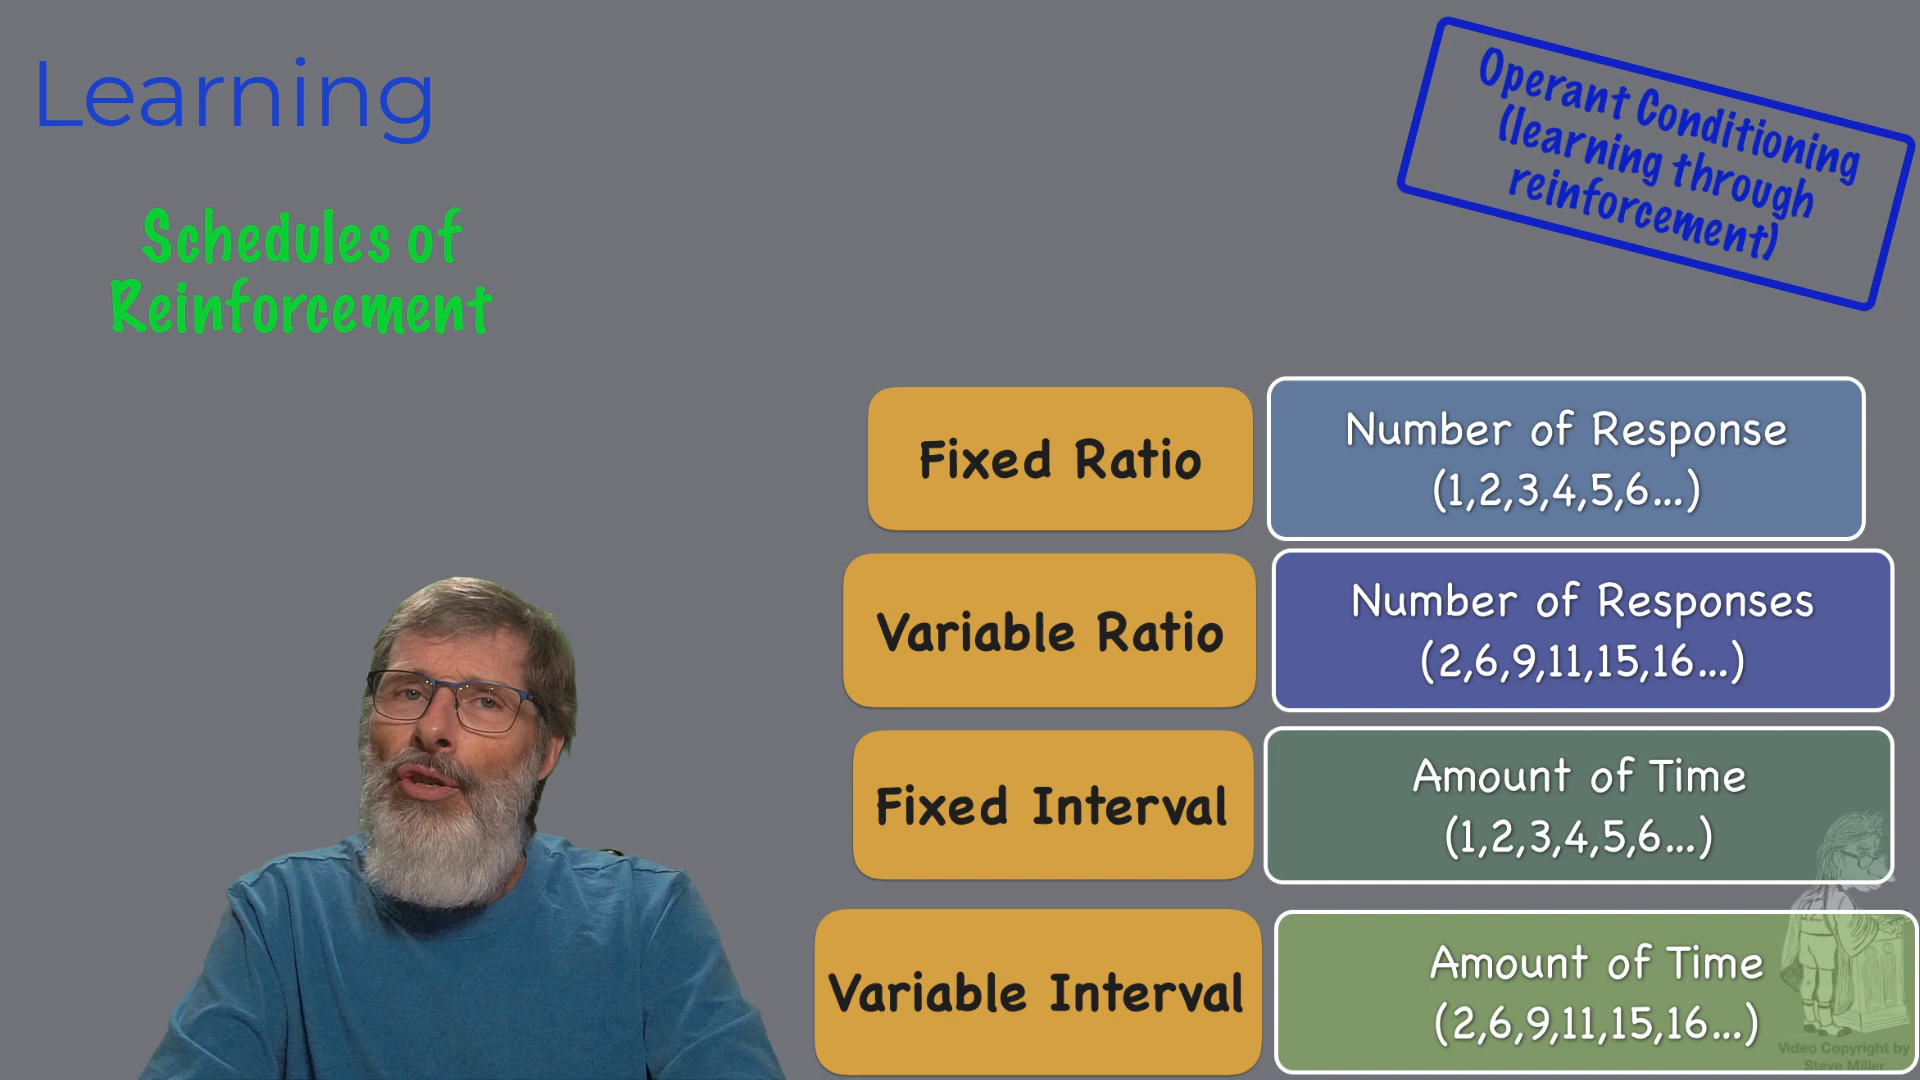 Learning
Operant Conditioning
(learning through
reinforcement)
Schedules of
Reinforcement
Fixed Ratio
Number of Response
(1,2,3,4,5,6...)
Variable Ratio
Number of Responses
(2,6,9,11,15,16...)
Fixed Interval
Amount of Time
(1,2,3,4,5,6...)
Variable Interval
Amount of Time
(2,6,9,11,15,16...)
Video Copyright by
Steve Miller